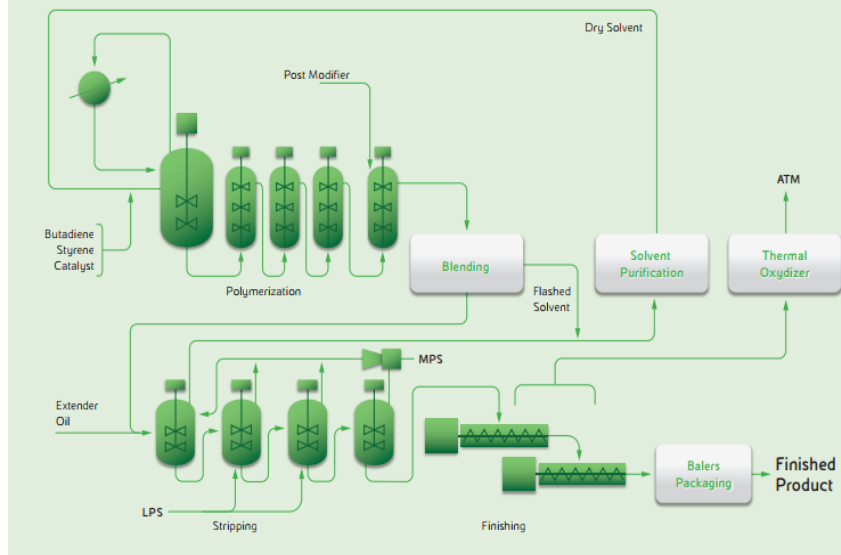 Dry Solvent
Post Modifier
ATM
Butadiene
Styrene
Catalyst
Polymerization
Blending
Flashed
Solvent
Solvent
Purification
Thermal
Oxydizer
MPS
Extender
Oil
LPS
Stripping
Finishing
Balers
Packaging
Finished
Product